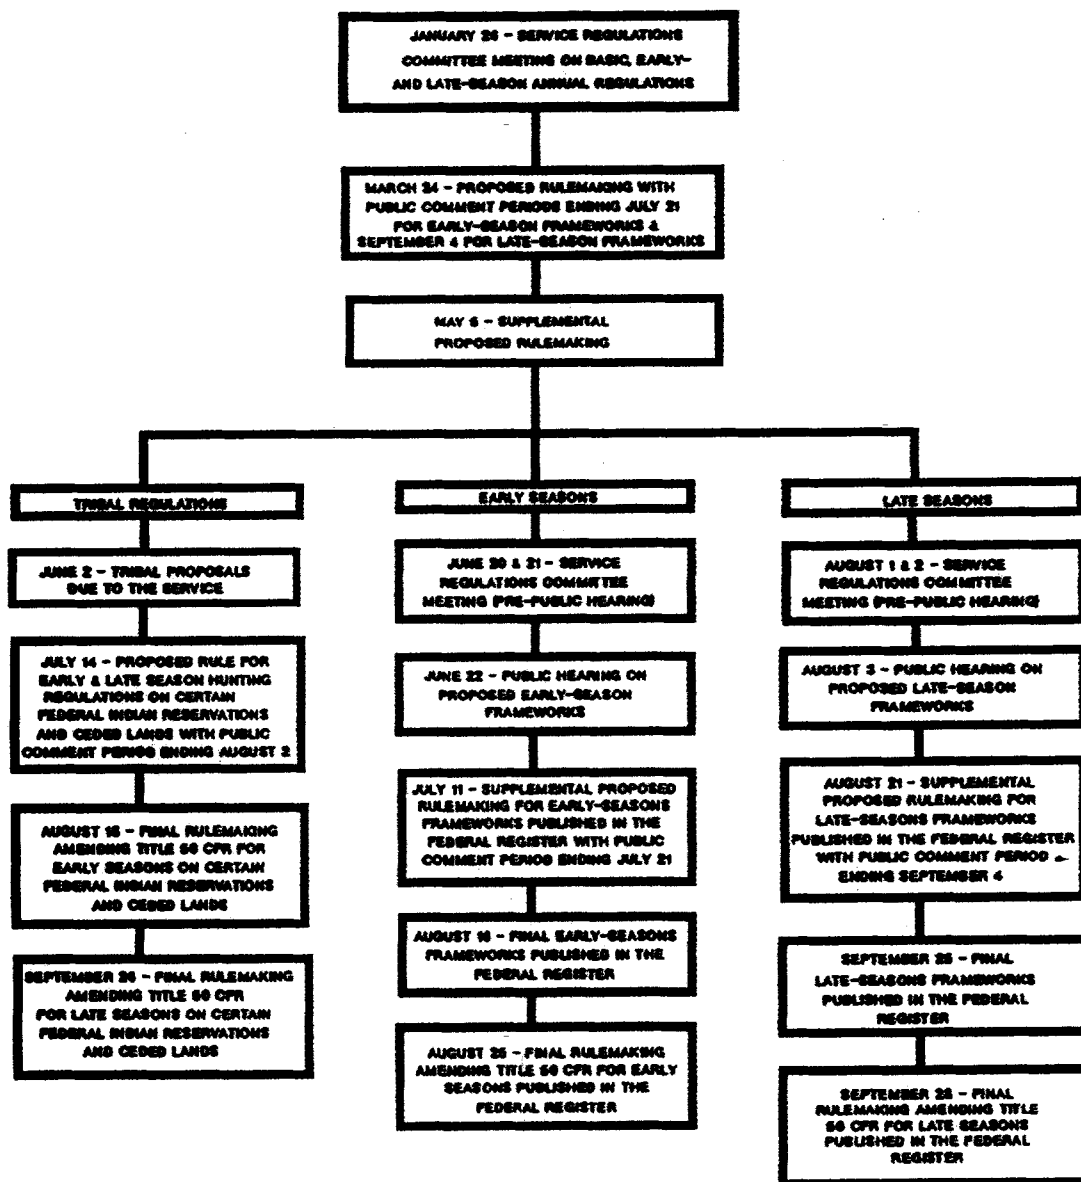 JANUARY 26 - SERVICE REGULATIONS
COMMITTEE MEETING ON BASIC, EARLY-
AND LATE-SEASON ANNUAL REGULATIONS
MARCH 24 - PROPOSED RULEMAKING WITH
PUBLIC COMMENT PERIODS ENDING JULY 21
FOR EARLY-SEASON FRAMEWORKS &
SEPTEMBER 4 FOR LATE-SEASON FRAMEWORKS
MAY 5 - SUPPLEMENTAL
PROPOSED RULEMAKING
TRIBAL REGULATIONS
JUNE 2 - TRIBAL PROPOSALS
DUE TO THE SERVICE
JULY 14 - PROPOSED RULE FOR
EARLY & LATE SEASON HUNTING
REGULATIONS ON CERTAIN
FEDERAL INDIAN RESERVATIONS
AND CEDED LANDS WITH PUBLIC
COMMENT PERIOD ENDING AUGUST 2
AUGUST - FINAL RULEMAKING
AMENDING TITLE 50 CFR FOR
EARLY SEASONS ON CERTAIN
FEDERAL INDIAN RESERVATIONS
AND CEDED LANDS
SEPTEMBER - FINAL RULEMAKING
AMENDING TITLE 50 CFR
FOR LATE SEASONS ON CERTAIN
FEDERAL INDIAN RESERVATIONS
AND CEDED LANDS
EARLY SEASONS
JUNE 20 & 21 - SERVICE
REGULATIONS COMMITTEE
MEETING (PRE-PUBLIC HEARING)
JUNE 22 - PUBLIC HEARING ON
PROPOSED EARLY-SEASON
FRAMEWORKS
JULY 11 - SUPPLEMENTAL PROPOSED
RULEMAKING FOR EARLY-SEASONS
FRAMEWORKS PUBLISHED IN THE
FEDERAL REGISTER WITH PUBLIC
COMMENT PERIOD ENDING JULY 21
AUGUST - FINAL EARLY-SEASONS
FRAMEWORKS PUBLISHED IN THE
FEDERAL REGISTER
AUGUST 25 - FINAL RULEMAKING
AMENDING TITLE 50 CFR FOR EARLY
SEASONS PUBLISHED IN THE
FEDERAL REGISTER
LATE SEASONS
AUGUST 1 & 2 - SERVICE
REGULATIONS COMMITTEE
MEETING (PRE-PUBLIC HEARING)
AUGUST 3 - PUBLIC HEARING ON
PROPOSED LATE-SEASON
FRAMEWORKS
AUGUST 21 - SUPPLEMENTAL
PROPOSED RULEMAKING FOR
LATE-SEASONS FRAMEWORKS
PUBLISHED IN THE FEDERAL REGISTER
WITH PUBLIC COMMENT PERIOD
ENDING SEPTEMBER 4
SEPTEMBER 25 - FINAL
LATE-SEASONS FRAMEWORKS
PUBLISHED IN THE FEDERAL
REGISTER
SEPTEMBER - FINAL
RULEMAKING AMENDING TITLE
50 CFR FOR LATE SEASONS
PUBLISHED IN THE FEDERAL
REGISTER